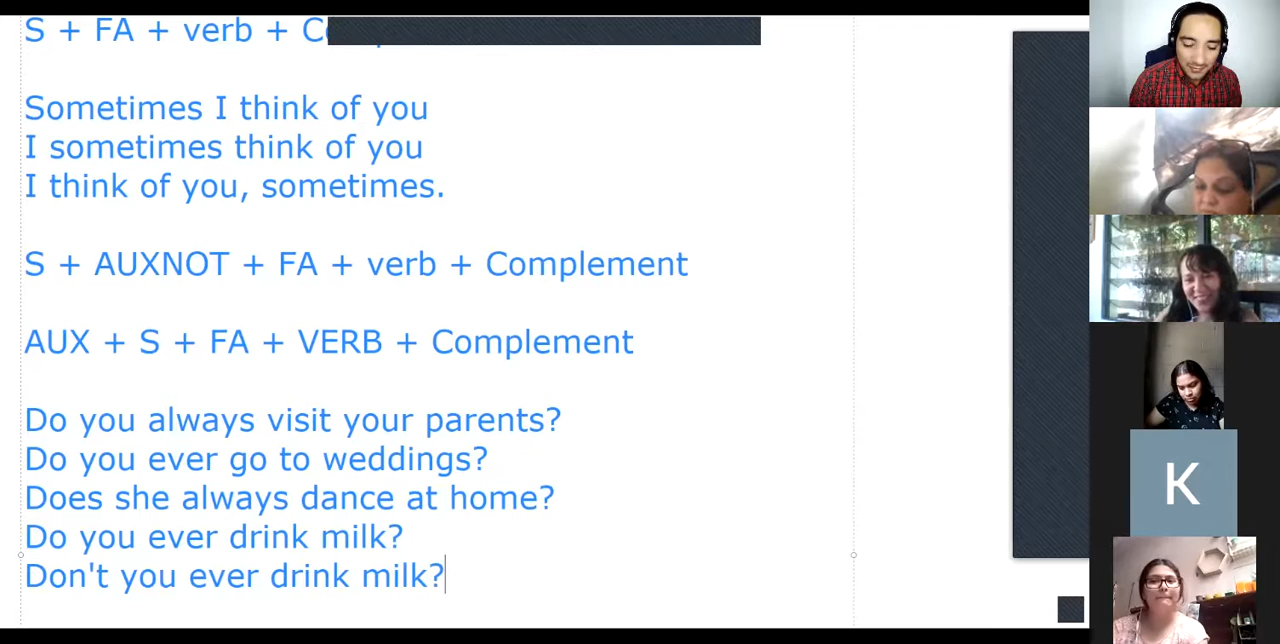 S + FA + verb +
Sometimes I think of you
I sometimes think of you
I think of you, sometimes.
S + AUXNOT + FA + verb + Complement
AUX + S + FA + VERB + Complement
Do you always visit your parents?
Do you ever go to weddings?
Does she always dance at home?
Do you ever drink milk?
Don't you ever drink milk?
K